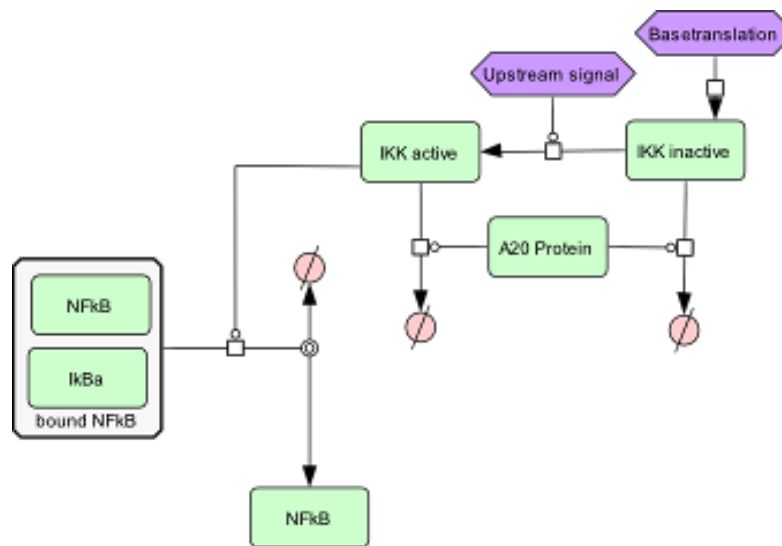 Basetranslation
Upstream signal
IKK active
IKK inactive
A20 Protein
NFkB
IkBa
bound NFkB
NFkB